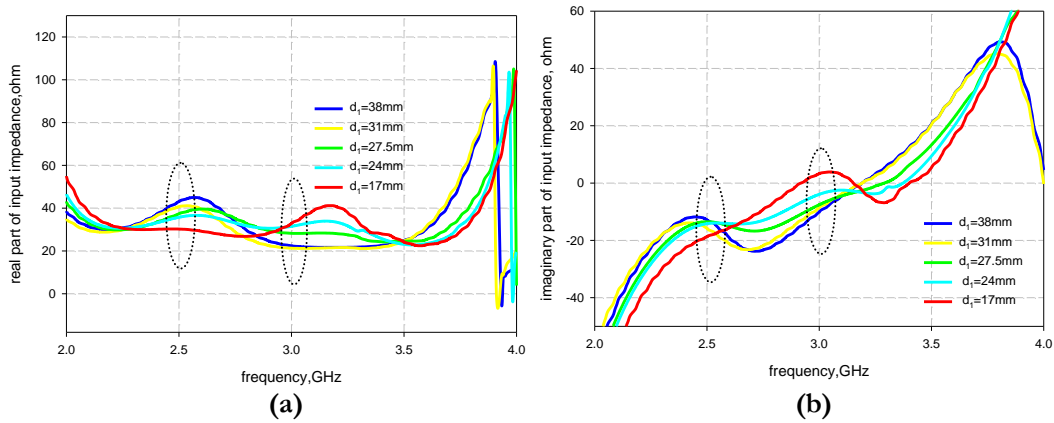 real part of input impedance,ohm
120
100
80
60
40
20
0
d1=38mm
d1=31mm
d1=27.5mm
d1=24mm
d1=17mm
2.0 2.5 3.0 3.5 4.0
frequency,GHz
(a)
imaginary part of input impedance, ohm
60
40
20
0
-20
-40
d1=38mm
d1=31mm
d1=27.5mm
d1=24mm
d1=17mm
2.0 2.5 3.0 3.5 4.0
frequency,GHz
(b)